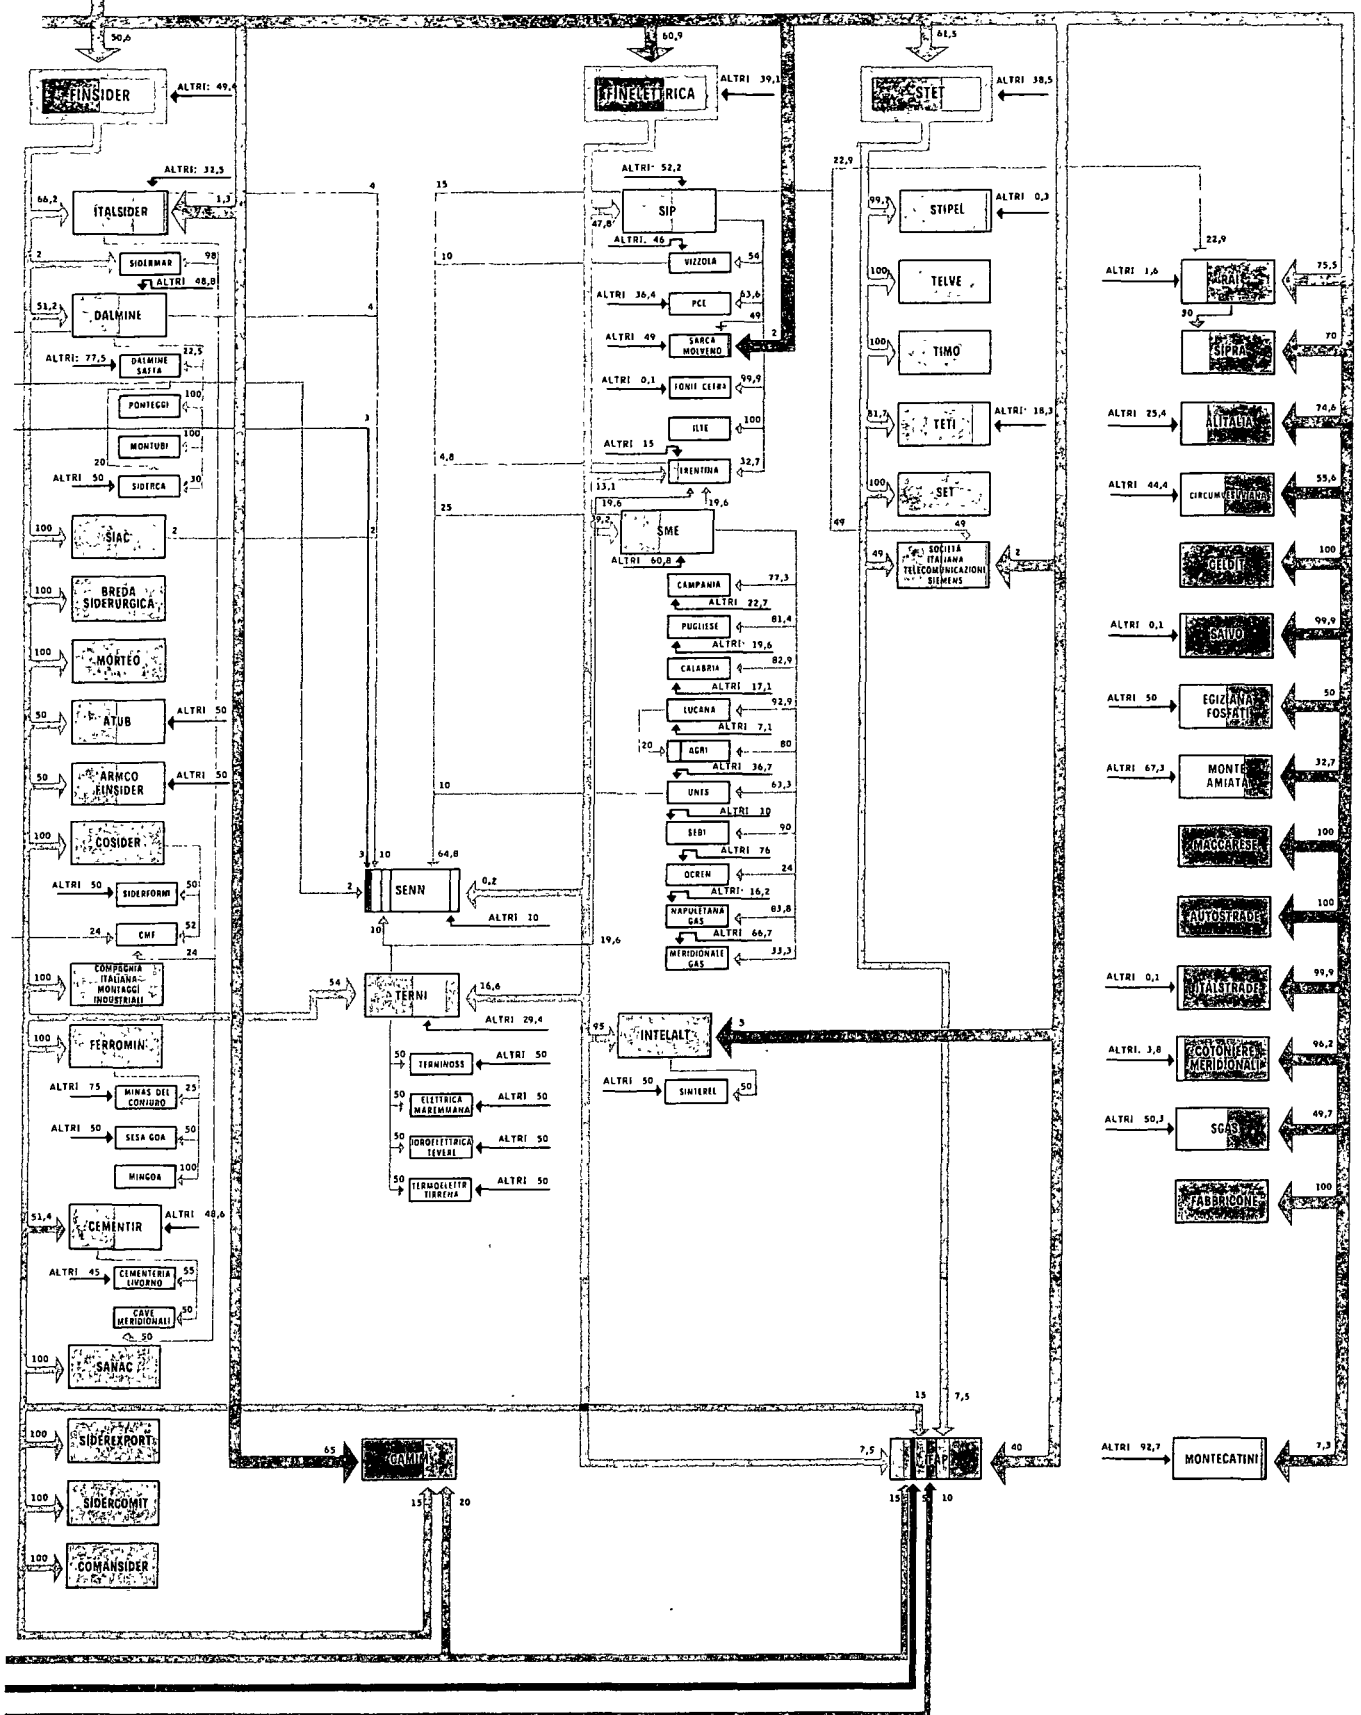 50,6
60,9
61,5
FINSIDER
ALTRI: 49,4
FINELETTRICA
ALTRI 39,1
STET
ALTRI 38,5
ALTRI: 32,5
66,2
ITALSIDER
1,3
4
2
SIDERMAR
98
ALTRI 48,8
51,2
DALMINE
4
ALTRI: 77,5
DALMINE
SAFFA
22,5
PONTEGGI
100
MONTUBI
100
20
ALTRI 50
SIDERCA
30
100
SIAC
2
2
100
BREDA
SIDERURGICA
100
MORTEO
50
ATUB
ALTRI 50
50
ARMCO
FINSIDER
ALTRI 50
100
COSIDER
ALTRI 50
SIDERFORNI
50
24
CMF
52
24
100
COMPAGNIA
ITALIANA
MONTAGGI
INDUSTRIALI
100
FERROMIN
ALTRI 75
MINAS DEL
CONJURO
25
ALTRI 50
SESA GOA
50
MINGOA
100
51,4
CEMENTIR
ALTRI 48,6
ALTRI 45
CEMENTERIA
LIVORNO
55
CAVE
MERIDIONALI
50
50
100
SANAC
100
SIDEREXPORT
100
SIDERCOMIT
100
COMANSIDER
3
3
10
64,8
2
SENN
0,2
ALTRI 10
10
19,6
54
TERNI
16,6
ALTRI 29,4
50
TERNINOSS
ALTRI 50
50
ELETTRICA
MAREMMANA
ALTRI 50
50
IDROELETTRICA
TEVERE
ALTRI 50
50
TERMOELETTR
TIRRENA
ALTRI 50
65
15
20
15
ALTRI 52,2
47,8
SIP
ALTRI. 46
10
VIZZOLA
54
ALTRI 36,4
PCE
63,6
49
ALTRI 49
SARCA
MOLVENO
2
ALTRI 0,1
FONIT CETRA
99,9
ILTE
100
ALTRI 15
4,8
TRENTINA
32,7
13,1
19,6
19,6
25
39,2
SME
ALTRI 60,8
CAMPANIA
77,3
ALTRI 22,7
PUGLIESE
81,4
ALTRI 19,6
CALABRIA
82,9
ALTRI 17,1
LUCANA
92,9
ALTRI 7,1
20
AGRI
80
ALTRI 36,7
10
UNES
63,3
ALTRI 10
SEBI
90
ALTRI 76
OCREN
24
ALTRI 16,2
NAPOLETANA
GAS
83,8
ALTRI 66,7
MERIDIONALE
GAS
33,3
95
INTELALT
5
ALTRI 50
SINTEREL
50
22,9
99,7
STIPEL
ALTRI 0,3
100
TELVE
100
TIMO
81,7
TETI
ALTRI 18,3
100
SET
49
49
49
SOCIETÀ
ITALIANA
TELECOMUNICAZIONI
SIEMENS
2
15
7,5
7,5
40
15
5
10
22,9
ALTRI 1,6
RAI
75,5
30
SIPRA
70
ALTRI 25,4
ALITALIA
74,6
ALTRI 44,4
CIRCUMVESUVIANA
55,6
CELDIT
100
ALTRI 0,1
SAIVO
99,9
ALTRI 50
EGIZIANA
FOSFATI
50
ALTRI 67,3
MONTE
AMIATA
32,7
MACCARESE
100
AUTOSTRADE
100
ALTRI 0,1
ITALSTRADE
99,9
ALTRI. 3,8
COTONIERE
MERIDIONALI
96,2
ALTRI 50,3
SGAS
49,7
FABBRICONE
100
ALTRI 92,7
MONTECATINI
7,3